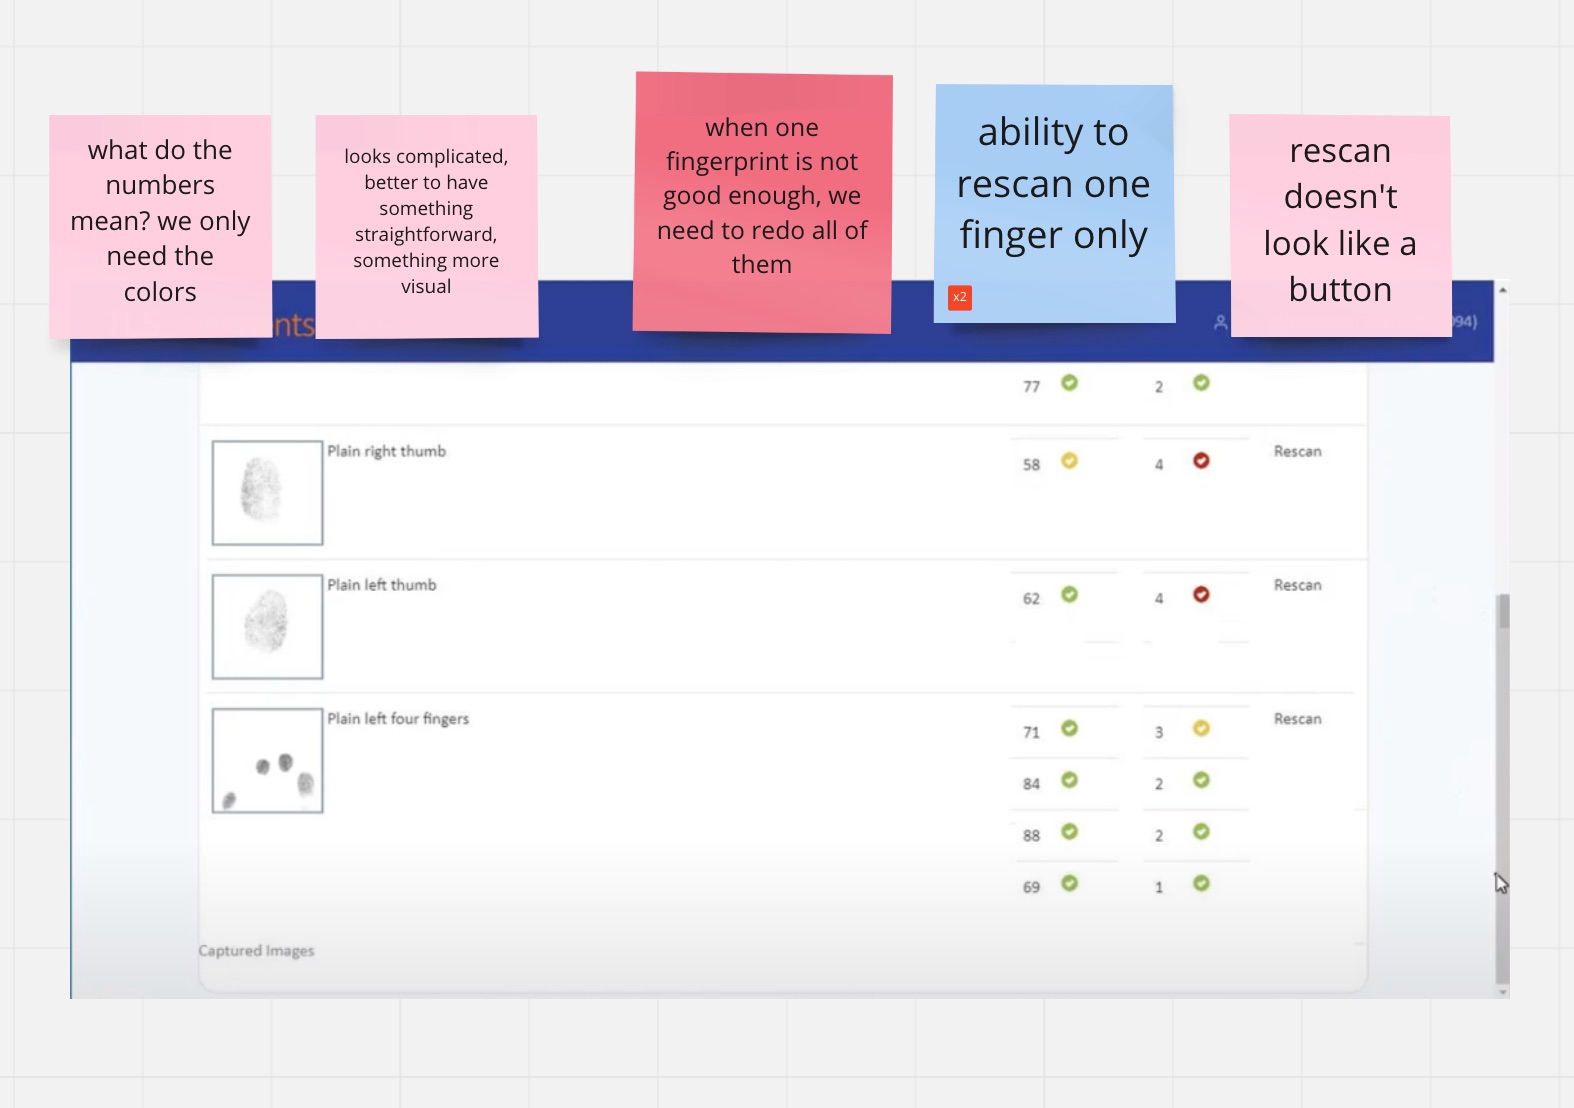 what do the
numbers
mean? we only
need the
colors
looks complicated,
better to have
something
straightforward,
something more
visual
when one
fingerprint is not
good enough, we
need to redo all of
them
ability to
rescan one
finger only
x2
rescan
doesn't
look like a
button
nts
094)
77 2
Plain right thumb 58 4 Rescan
Plain left thumb 62 4 Rescan
Plain left four fingers 71 3 Rescan
84 2
88 2
69 1
Captured Images